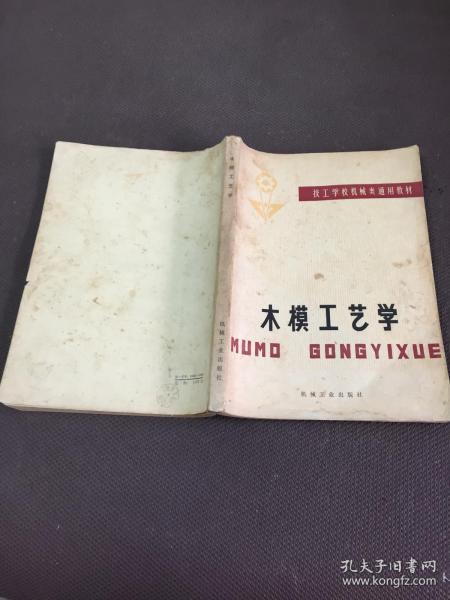 技工学校机械类通用教材
木模工艺学
MUMO GONGYIXUE
机械工业出版社
木模工艺学
机械工业出版社
孔夫子旧书网
www.kongfz.com